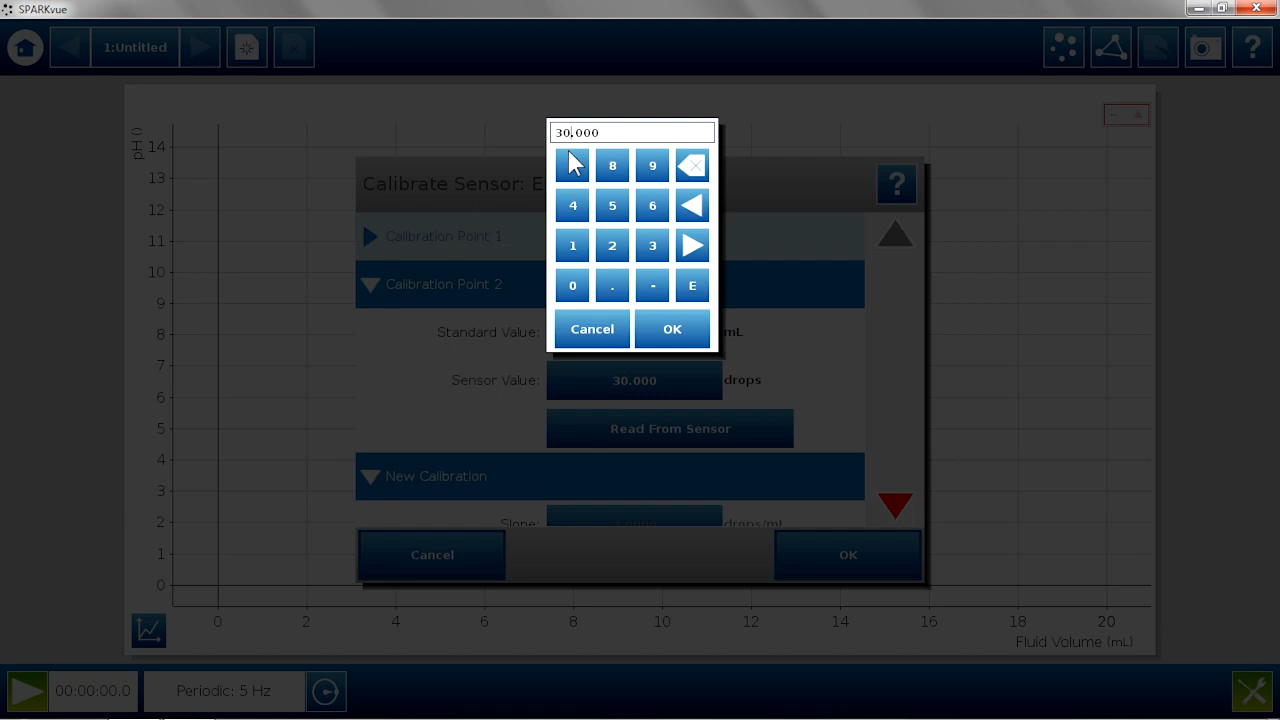 SPARKvue
1:Untitled
?
pH ()
14
13
12
11
10
9
8
7
6
5
4
3
2
1
0
Calibrate Sensor: E
?
Calibration Point 1
Calibration Point 2
Standard Value:
mL
Sensor Value:
30.000
drops
Read From Sensor
New Calibration
Slope:
drops/mL
Cancel
OK
30.000
8
9
4
5
6
1
2
3
0
.
-
E
Cancel
OK
0
2
4
6
8
10
12
14
16
18
20
Fluid Volume (mL)
00:00:00.0
Periodic: 5 Hz